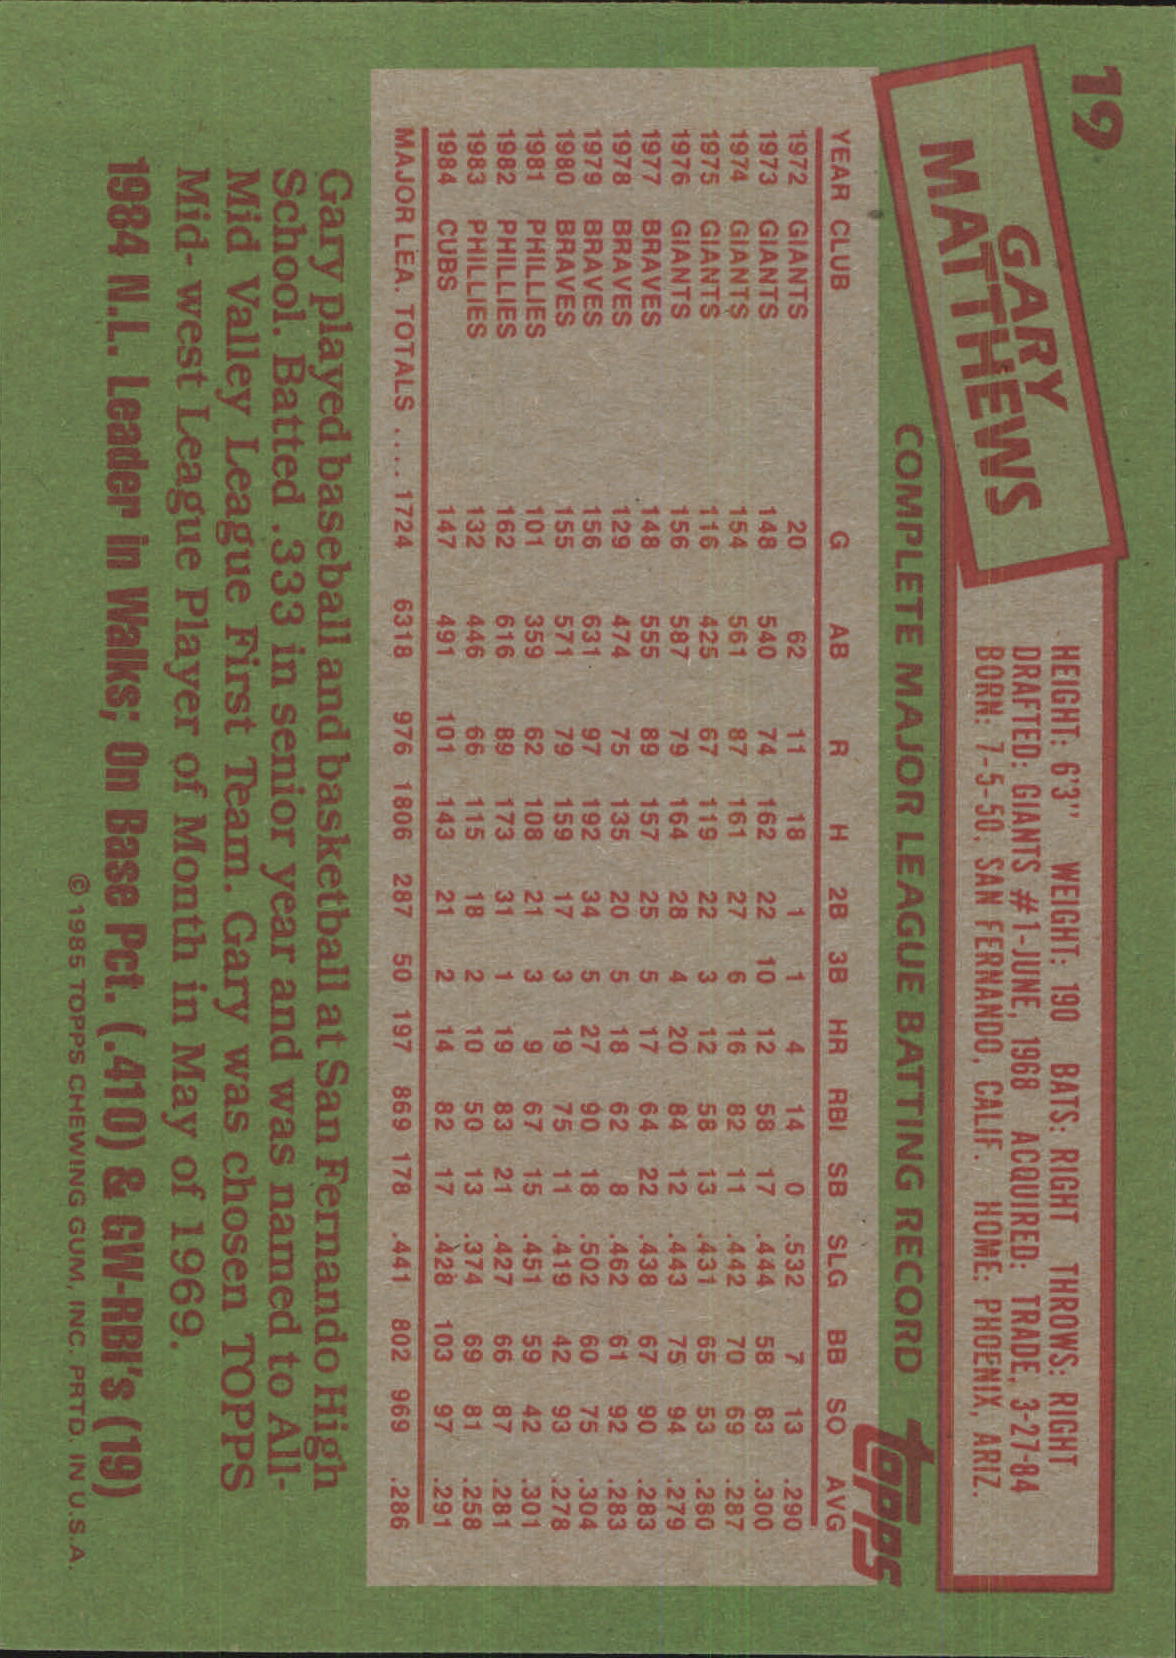 19
GARY
MATTHEWS
HEIGHT: 6'3" WEIGHT: 190 BATS: RIGHT THROWS: RIGHT
DRAFTED: GIANTS #1-JUNE, 1968 ACQUIRED: TRADE, 3-27-84
BORN: 7-5-50, SAN FERNANDO, CALIF. HOME: PHOENIX, ARIZ.
COMPLETE MAJOR LEAGUE BATTING RECORD
topps
YEAR CLUB G AB R H 2B 3B HR RBI SB SLG BB SO AVG
1972 GIANTS 20 62 11 18 1 1 4 14 0 .532 7 13 .290
1973 GIANTS 148 540 74 162 22 10 12 58 17 .444 58 83 .300
1974 GIANTS 154 561 87 161 27 6 16 82 11 .442 70 69 .287
1975 GIANTS 116 425 67 119 22 3 12 58 13 .431 65 53 .280
1976 GIANTS 156 587 79 164 28 4 20 84 12 .443 75 94 .279
1977 BRAVES 148 555 89 157 25 5 17 64 22 .438 67 90 .283
1978 BRAVES 129 474 75 135 20 5 18 62 8 .462 61 92 .283
1979 BRAVES 156 631 97 192 34 5 27 90 18 .502 60 75 .304
1980 BRAVES 155 571 79 159 17 3 19 75 11 .419 42 93 .278
1981 PHILLIES 101 359 62 108 21 3 9 67 15 .451 59 42 .301
1982 PHILLIES 162 616 89 173 31 1 19 83 21 .427 66 87 .281
1983 PHILLIES 132 446 66 115 18 2 10 50 13 .374 69 81 .258
1984 CUBS 147 491 101 143 21 2 14 82 17 .428 103 97 .291
MAJOR LEA. TOTALS .... 1724 6318 976 1806 287 50 197 869 178 .441 802 969 .286
Gary played baseball and basketball at San Fernando High
School. Batted .333 in senior year and was named to All-
Mid Valley League First Team. Gary was chosen TOPPS
Mid-west League Player of Month in May of 1969.
1984 N.L. Leader in Walks; On Base Pct. (.410) & GW-RBI's (19)
© 1985 TOPPS CHEWING GUM, INC. PRTD. IN U.S.A.